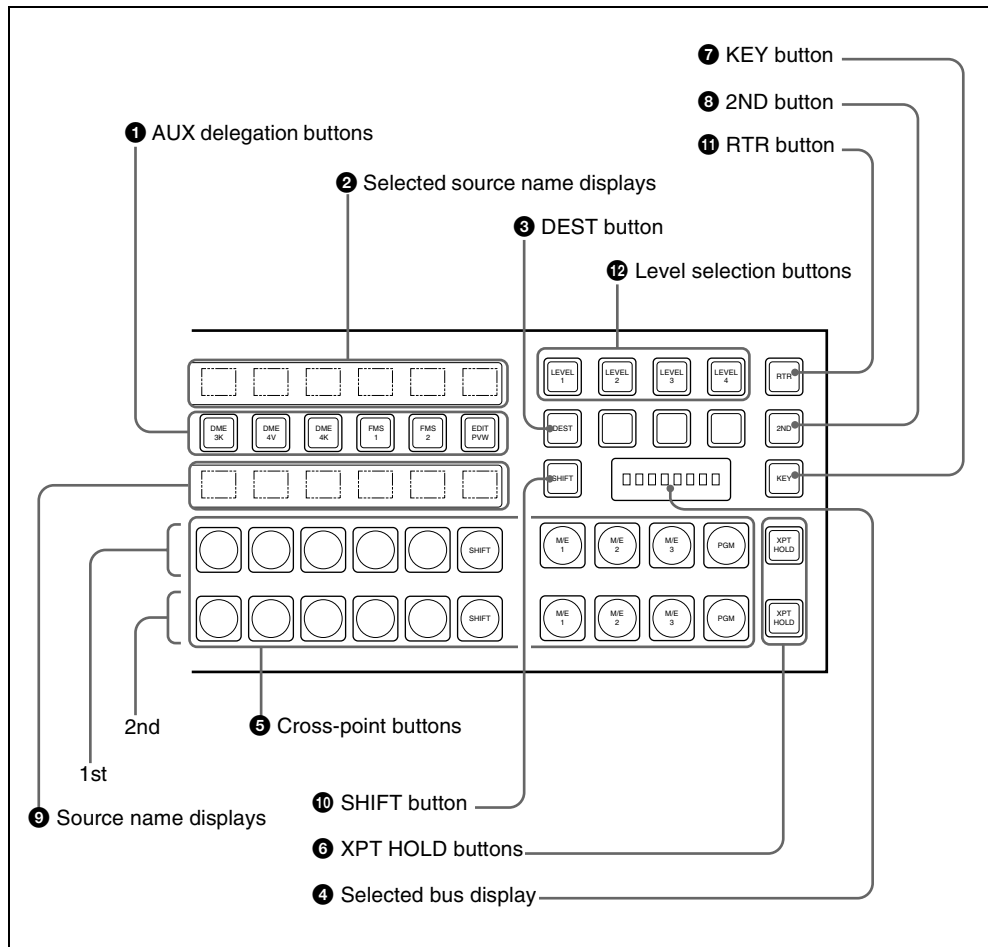 ❼ KEY button
❽ 2ND button
❶ AUX delegation buttons
⓫ RTR button
❷ Selected source name displays
❸ DEST button
⓬ Level selection buttons
LEVEL 1
LEVEL 2
LEVEL 3
LEVEL 4
RTR
DME 3K
DME 4V
DME 4K
FMS 1
FMS 2
EDIT PVW
DEST
2ND
SHIFT
KEY
SHIFT
M/E 1
M/E 2
M/E 3
PGM
XPT HOLD
SHIFT
M/E 1
M/E 2
M/E 3
PGM
XPT HOLD
2nd
❺ Cross-point buttons
1st
❿ SHIFT button
❾ Source name displays
❻ XPT HOLD buttons
❹ Selected bus display